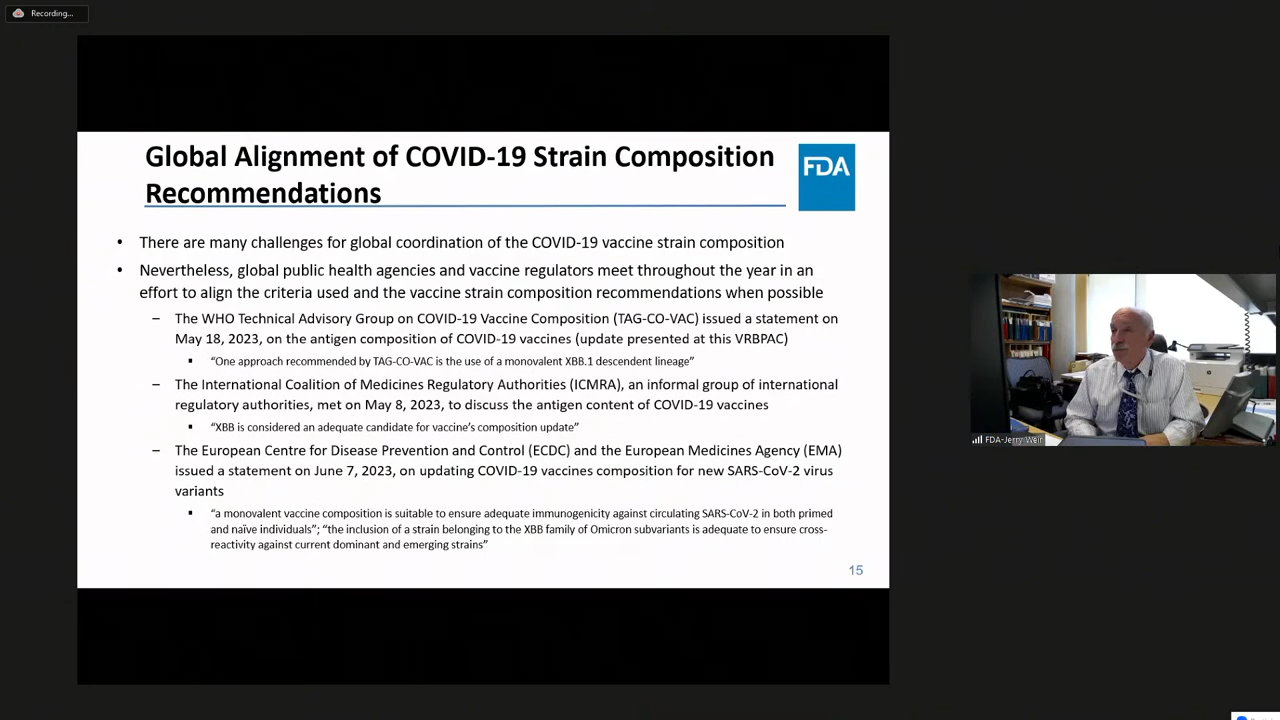 Recording...
Global Alignment of COVID-19 Strain Composition
Recommendations
FDA
• There are many challenges for global coordination of the COVID-19 vaccine strain composition
• Nevertheless, global public health agencies and vaccine regulators meet throughout the year in an
effort to align the criteria used and the vaccine strain composition recommendations when possible
– The WHO Technical Advisory Group on COVID-19 Vaccine Composition (TAG-CO-VAC) issued a statement on
May 18, 2023, on the antigen composition of COVID-19 vaccines (update presented at this VRBPAC)
▪ “One approach recommended by TAG-CO-VAC is the use of a monovalent XBB.1 descendent lineage”
– The International Coalition of Medicines Regulatory Authorities (ICMRA), an informal group of international
regulatory authorities, met on May 8, 2023, to discuss the antigen content of COVID-19 vaccines
▪ “XBB is considered an adequate candidate for vaccine’s composition update”
– The European Centre for Disease Prevention and Control (ECDC) and the European Medicines Agency (EMA)
issued a statement on June 7, 2023, on updating COVID-19 vaccines composition for new SARS-CoV-2 virus
variants
▪ “a monovalent vaccine composition is suitable to ensure adequate immunogenicity against circulating SARS-CoV-2 in both primed
and naïve individuals”; “the inclusion of a strain belonging to the XBB family of Omicron subvariants is adequate to ensure cross-
reactivity against current dominant and emerging strains”
15
FDA-Jerry Weir